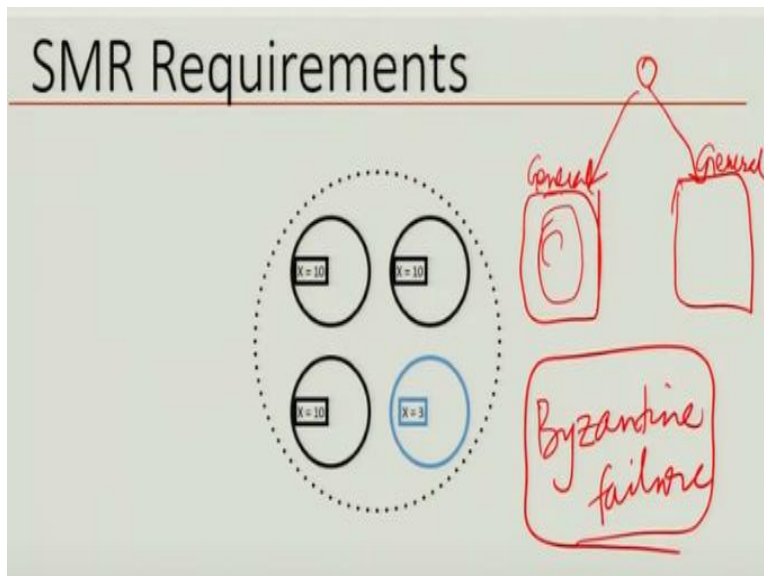 SMR Requirements
General
General
X = 10
X = 10
X = 10
X = 3
Byzantine
failure